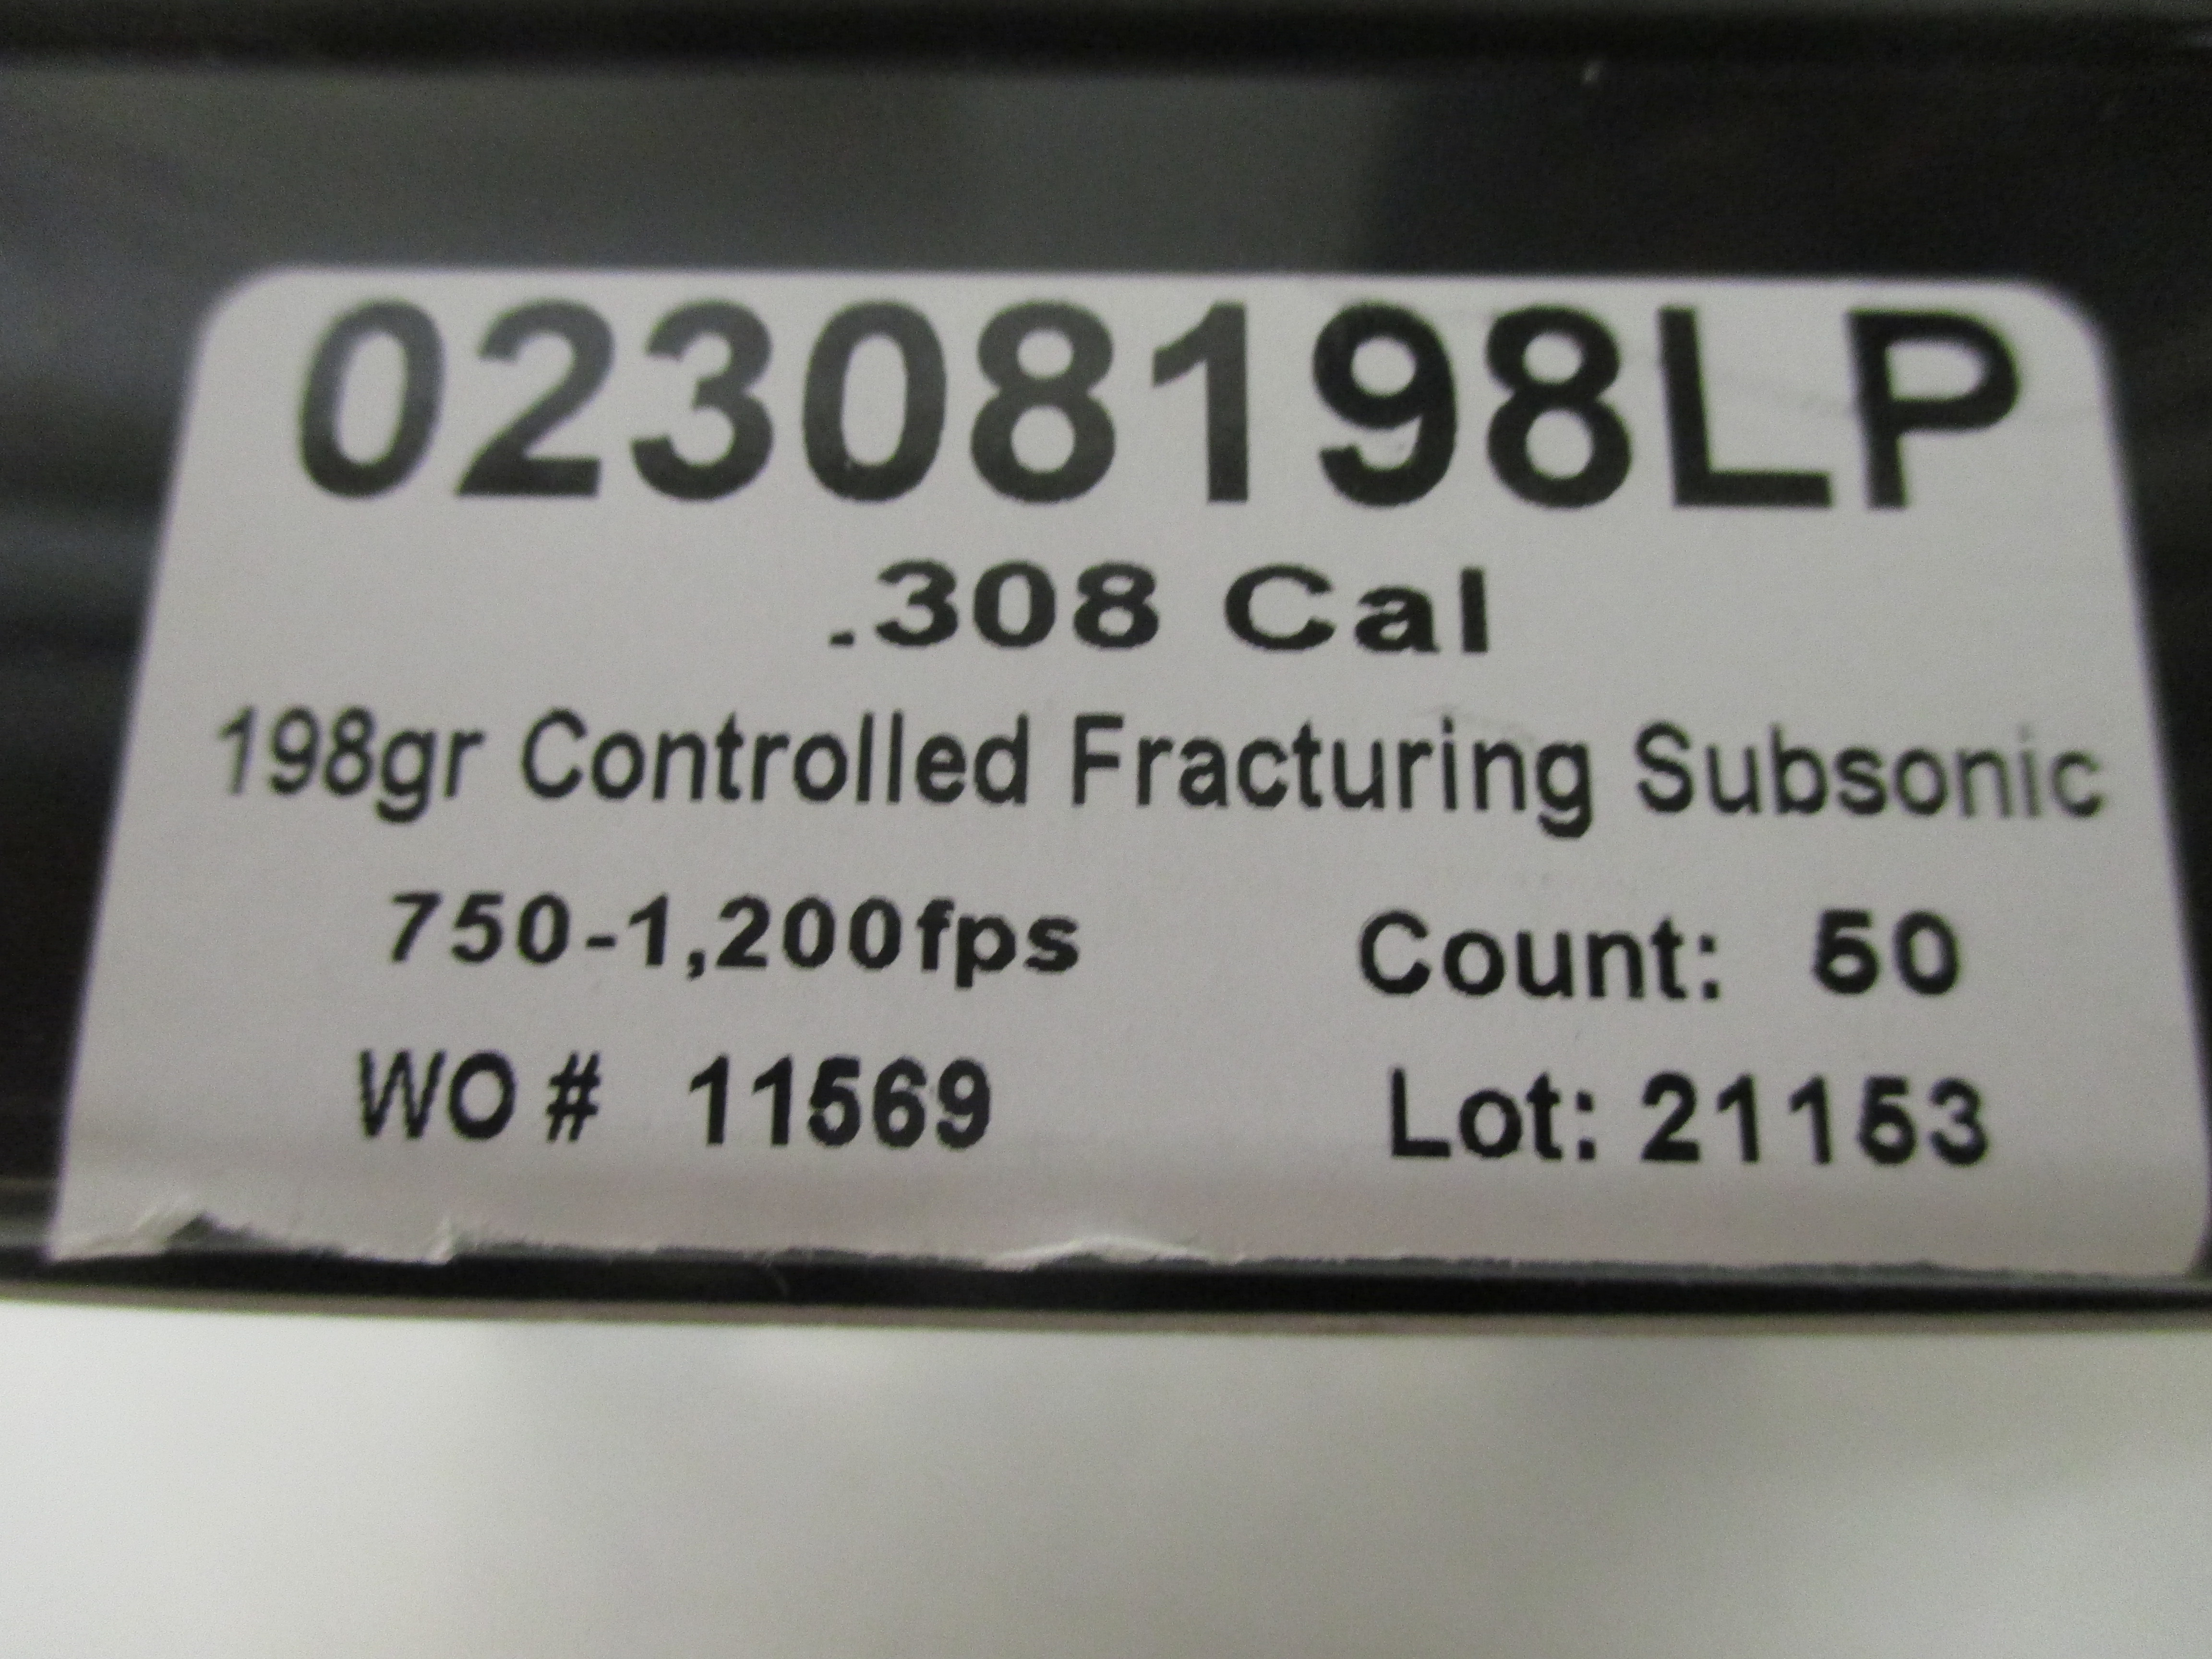 02308198LP
.308 Cal
198gr Controlled Fracturing Subsonic
750-1,200fps Count: 50
WO # 11569 Lot: 21153